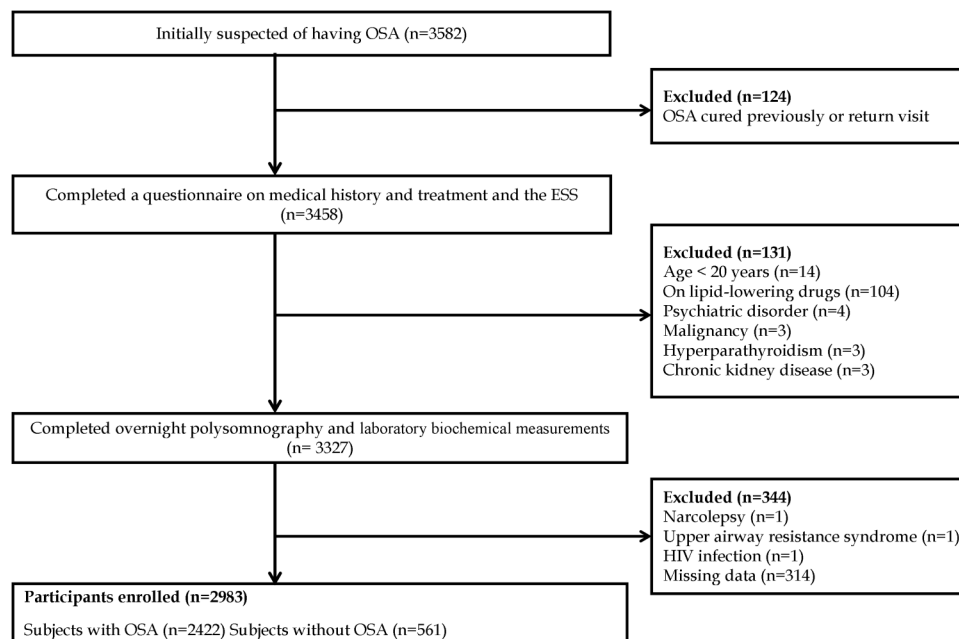 Initially suspected of having OSA (n=3582)
Excluded (n=124)
OSA cured previously or return visit
Completed a questionnaire on medical history and treatment and the ESS
(n=3458)
Excluded (n=131)
Age < 20 years (n=14)
On lipid-lowering drugs (n=104)
Psychiatric disorder (n=4)
Malignancy (n=3)
Hyperparathyroidism (n=3)
Chronic kidney disease (n=3)
Completed overnight polysomnography and laboratory biochemical measurements
(n= 3327)
Excluded (n=344)
Narcolepsy (n=1)
Upper airway resistance syndrome (n=1)
HIV infection (n=1)
Missing data (n=314)
Participants enrolled (n=2983)
Subjects with OSA (n=2422) Subjects without OSA (n=561)